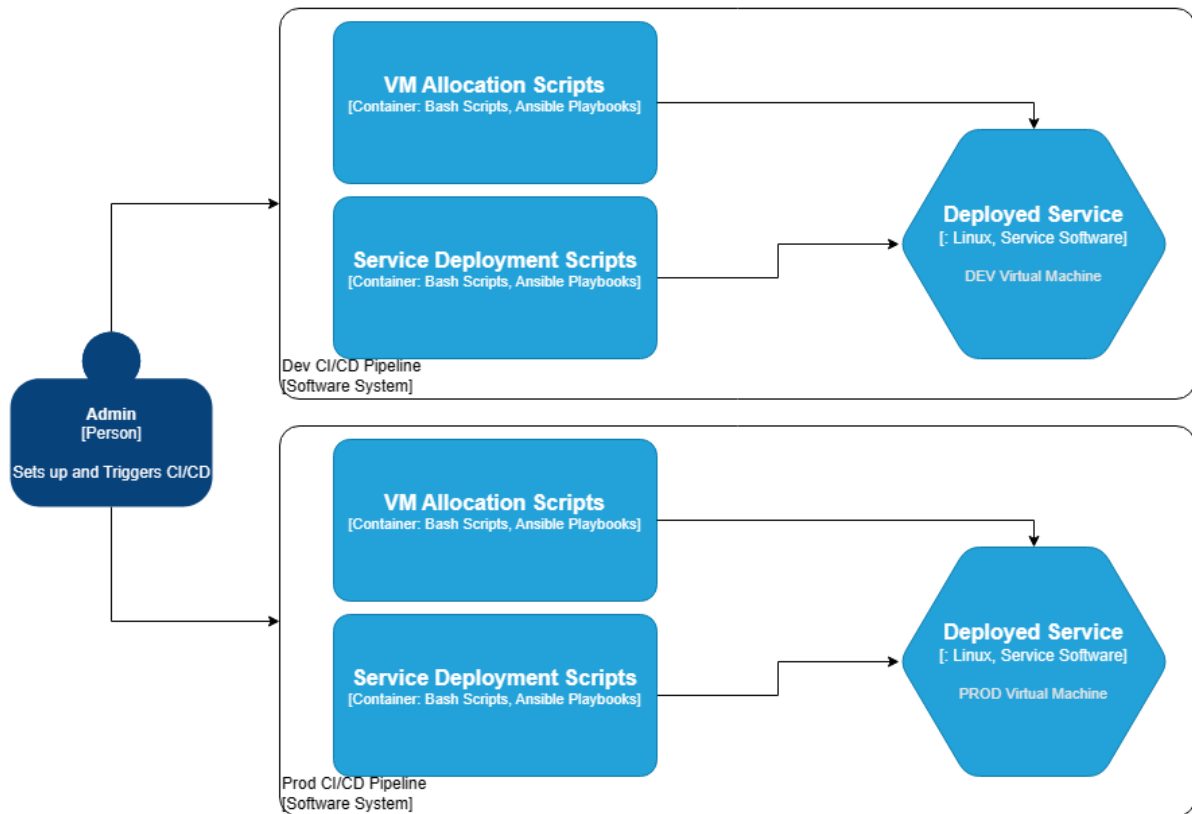 VM Allocation Scripts
[Container: Bash Scripts, Ansible Playbooks]
Service Deployment Scripts
[Container: Bash Scripts, Ansible Playbooks]
Deployed Service
[: Linux, Service Software]
DEV Virtual Machine
Dev CI/CD Pipeline
[Software System]
Admin
[Person]
Sets up and Triggers CI/CD
VM Allocation Scripts
[Container: Bash Scripts, Ansible Playbooks]
Service Deployment Scripts
[Container: Bash Scripts, Ansible Playbooks]
Deployed Service
[: Linux, Service Software]
PROD Virtual Machine
Prod CI/CD Pipeline
[Software System]